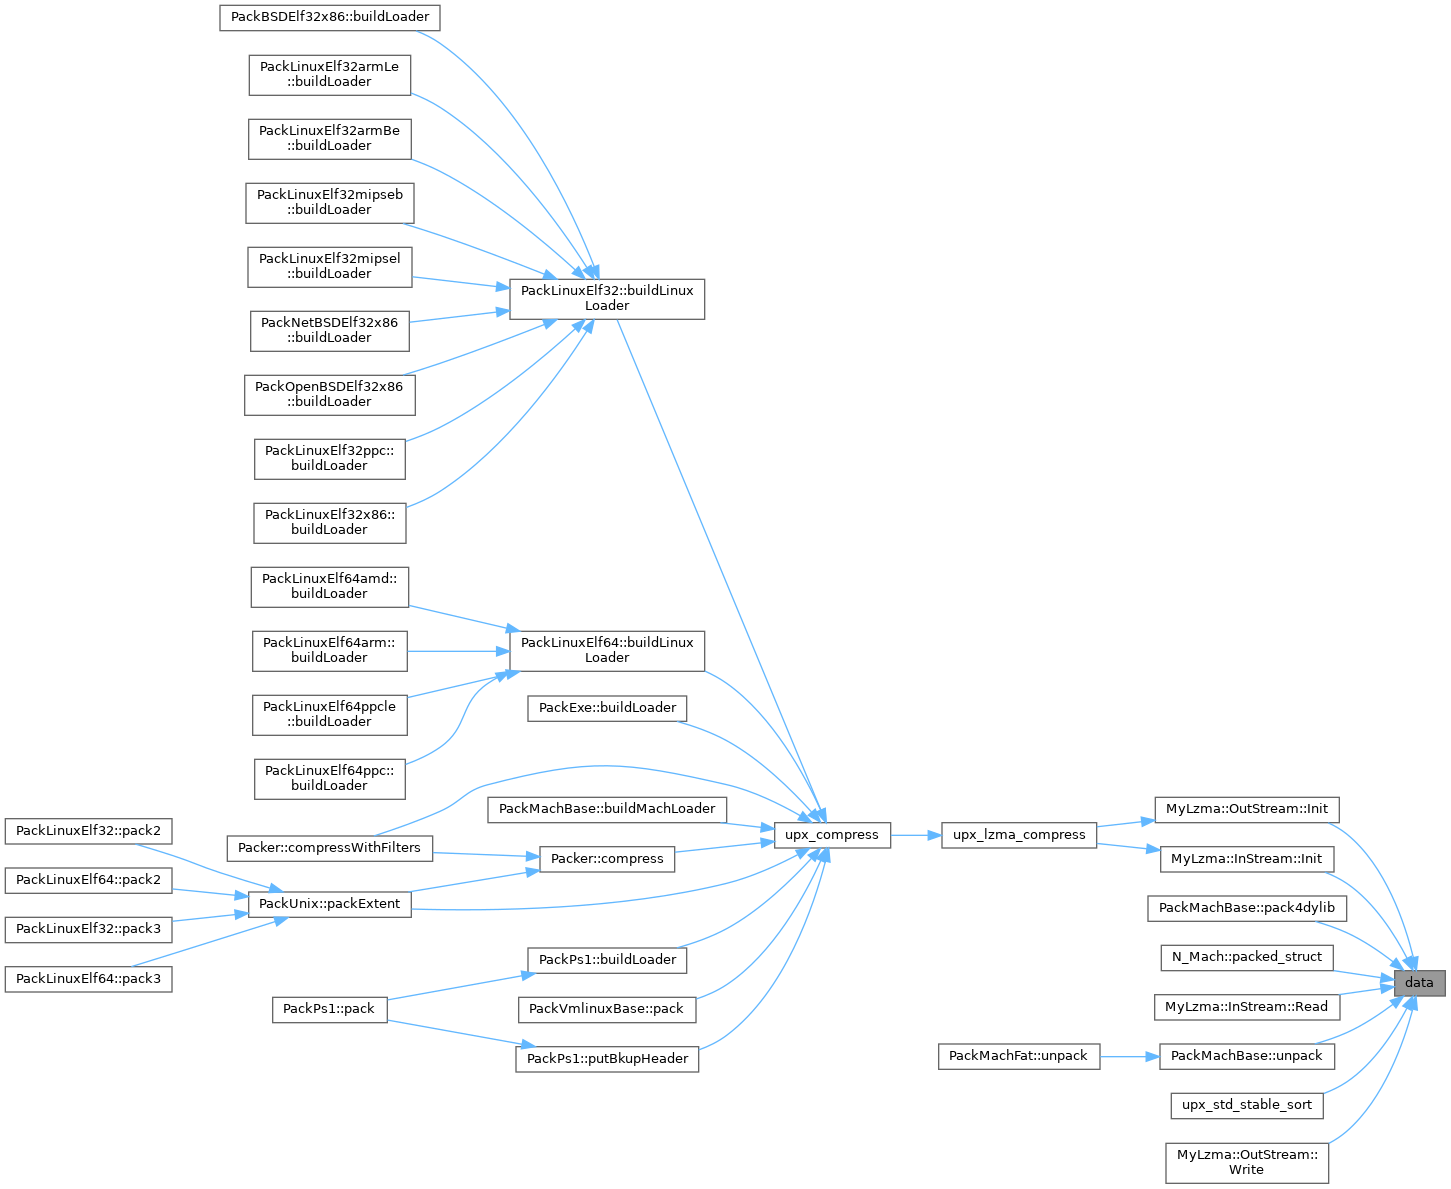 PackBSDElf32x86::buildLoader
PackLinuxElf32armLe
::buildLoader
PackLinuxElf32armBe
::buildLoader
PackLinuxElf32mipseb
::buildLoader
PackLinuxElf32mipsel
::buildLoader
PackLinuxElf32::buildLinux
Loader
PackNetBSDElf32x86
::buildLoader
PackOpenBSDElf32x86
::buildLoader
PackLinuxElf32ppc::
buildLoader
PackLinuxElf32x86::
buildLoader
PackLinuxElf64amd::
buildLoader
PackLinuxElf64arm::
buildLoader
PackLinuxElf64::buildLinux
Loader
PackLinuxElf64ppcle
::buildLoader
PackExe::buildLoader
PackLinuxElf64ppc::
buildLoader
PackMachBase::buildMachLoader
MyLzma::OutStream::Init
PackLinuxElf32::pack2
upx_compress
upx_lzma_compress
Packer::compressWithFilters
Packer::compress
MyLzma::InStream::Init
PackLinuxElf64::pack2
PackUnix::packExtent
PackMachBase::pack4dylib
PackLinuxElf32::pack3
PackPs1::buildLoader
N_Mach::packed_struct
PackLinuxElf64::pack3
data
PackPs1::pack
PackVmlinuxBase::pack
MyLzma::InStream::Read
PackPs1::putBkupHeader
PackMachFat::unpack
PackMachBase::unpack
upx_std_stable_sort
MyLzma::OutStream::
Write